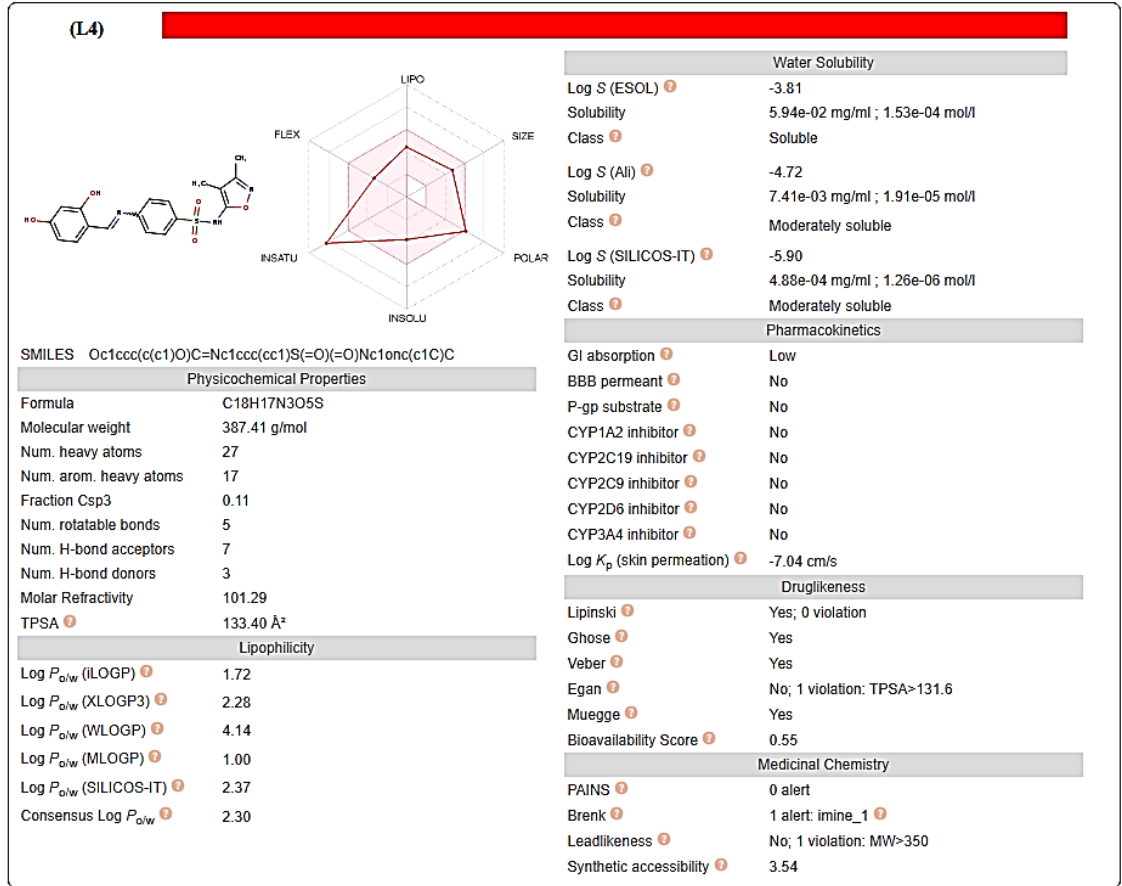 (L4)
LIPO
FLEX
SIZE
INSATU
POLAR
INSOLU
OH
HO
N
S
O
O
NH
O
N
H₃C
CH₃
SMILES Oc1ccc(c(c1)O)C=Nc1ccc(cc1)S(=O)(=O)Nc1onc(c1C)C
Physicochemical Properties
Formula C18H17N3O5S
Molecular weight 387.41 g/mol
Num. heavy atoms 27
Num. arom. heavy atoms 17
Fraction Csp3 0.11
Num. rotatable bonds 5
Num. H-bond acceptors 7
Num. H-bond donors 3
Molar Refractivity 101.29
TPSA ? 133.40 Å²
Lipophilicity
Log Po/w (iLOGP) ? 1.72
Log Po/w (XLOGP3) ? 2.28
Log Po/w (WLOGP) ? 4.14
Log Po/w (MLOGP) ? 1.00
Log Po/w (SILICOS-IT) ? 2.37
Consensus Log Po/w ? 2.30
Water Solubility
Log S (ESOL) ? -3.81
Solubility 5.94e-02 mg/ml ; 1.53e-04 mol/l
Class ? Soluble
Log S (Ali) ? -4.72
Solubility 7.41e-03 mg/ml ; 1.91e-05 mol/l
Class ? Moderately soluble
Log S (SILICOS-IT) ? -5.90
Solubility 4.88e-04 mg/ml ; 1.26e-06 mol/l
Class ? Moderately soluble
Pharmacokinetics
GI absorption ? Low
BBB permeant ? No
P-gp substrate ? No
CYP1A2 inhibitor ? No
CYP2C19 inhibitor ? No
CYP2C9 inhibitor ? No
CYP2D6 inhibitor ? No
CYP3A4 inhibitor ? No
Log Kp (skin permeation) ? -7.04 cm/s
Druglikeness
Lipinski ? Yes; 0 violation
Ghose ? Yes
Veber ? Yes
Egan ? No; 1 violation: TPSA>131.6
Muegge ? Yes
Bioavailability Score ? 0.55
Medicinal Chemistry
PAINS ? 0 alert
Brenk ? 1 alert: imine_1 ?
Leadlikeness ? No; 1 violation: MW>350
Synthetic accessibility ? 3.54